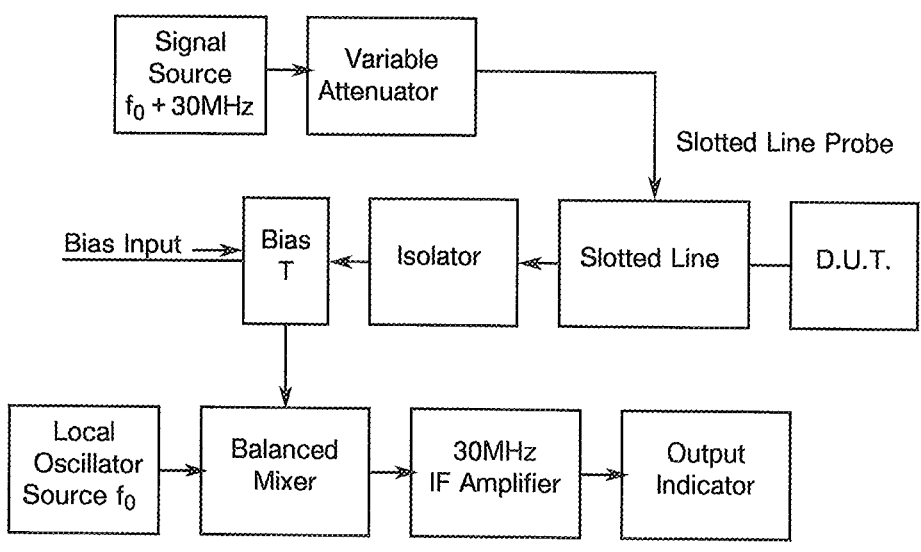 Signal
Source
f₀ + 30MHz
Variable
Attenuator
Slotted Line Probe
Bias Input
Bias
T
Isolator
Slotted Line
D.U.T.
Local
Oscillator
Source f₀
Balanced
Mixer
30MHz
IF Amplifier
Output
Indicator